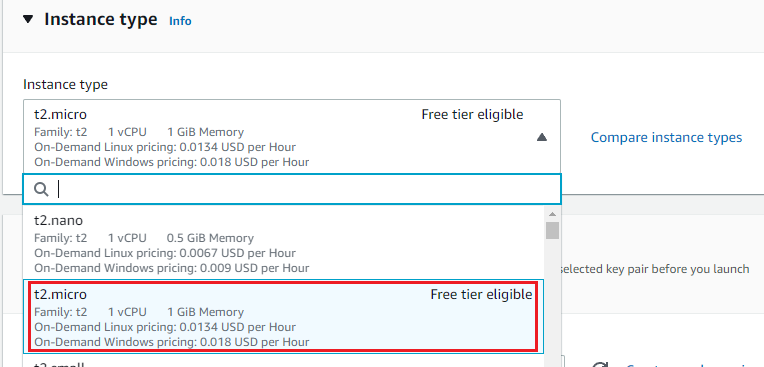 Instance type Info
Instance type
t2.micro Free tier eligible
Family: t2 1 vCPU 1 GiB Memory
On-Demand Linux pricing: 0.0134 USD per Hour
On-Demand Windows pricing: 0.018 USD per Hour
Compare instance types
t2.nano
Family: t2 1 vCPU 0.5 GiB Memory
On-Demand Linux pricing: 0.0067 USD per Hour
On-Demand Windows pricing: 0.009 USD per Hour
selected key pair before you launch
t2.micro Free tier eligible
Family: t2 1 vCPU 1 GiB Memory
On-Demand Linux pricing: 0.0134 USD per Hour
On-Demand Windows pricing: 0.018 USD per Hour
t2.small